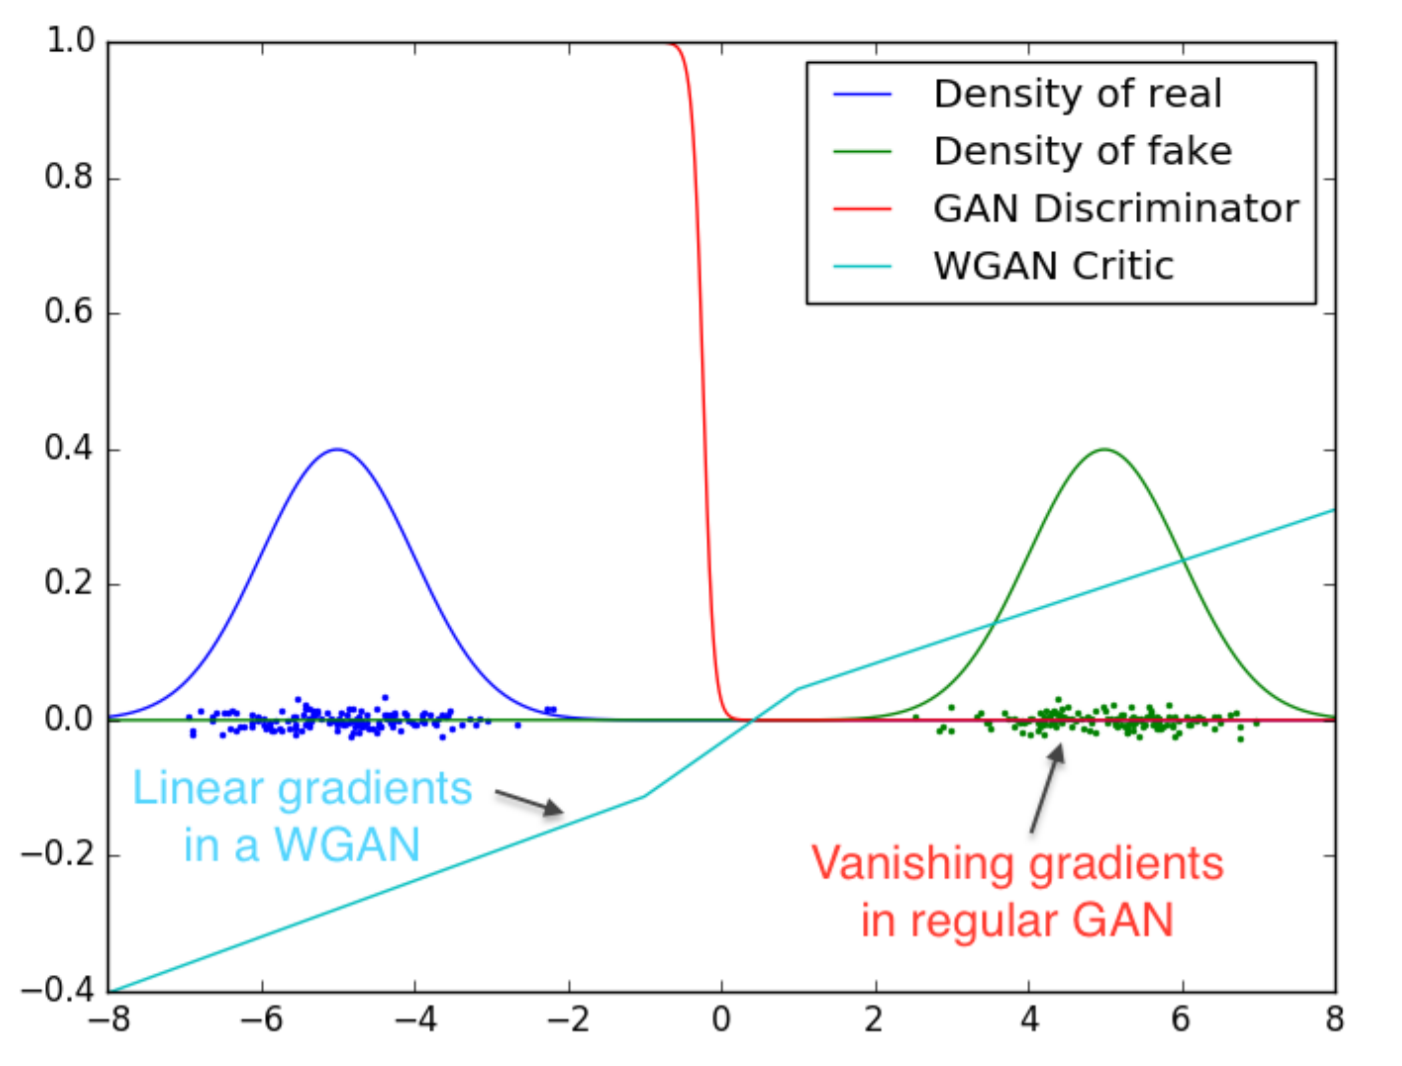 1.0
0.8
0.6
0.4
0.2
0.0
−0.2
−0.4
−8 −6 −4 −2 0 2 4 6 8
Density of real
Density of fake
GAN Discriminator
WGAN Critic
Linear gradients
in a WGAN
Vanishing gradients
in regular GAN